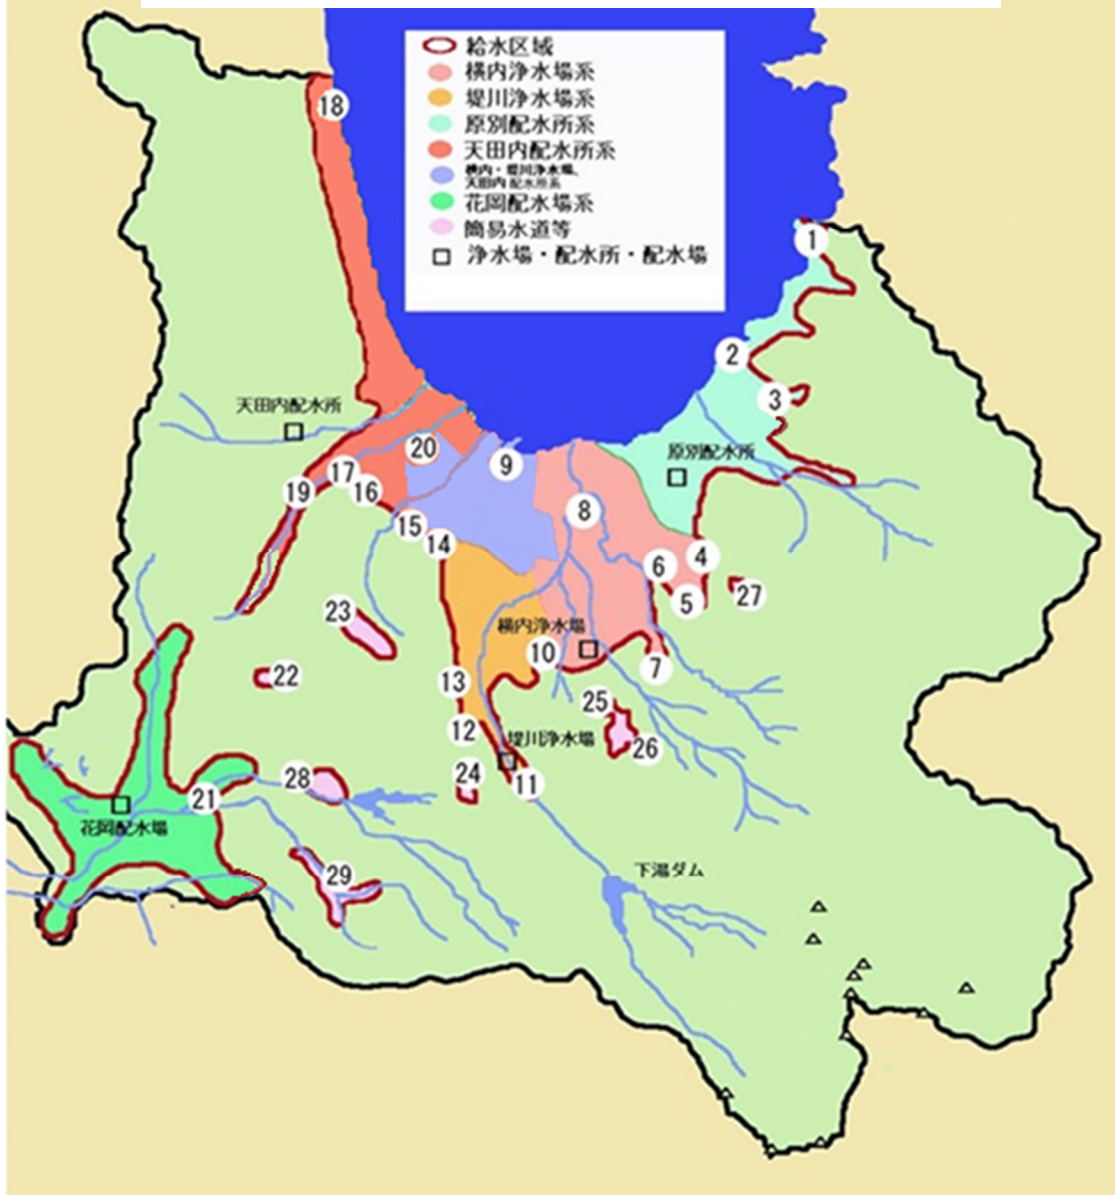 給水区域
横内浄水場系
堤川浄水場系
原別配水所系
天田内配水所系
横内・堤川浄水場、
天田内配水所系
花岡配水場系
簡易水道等
浄水場・配水所・配水場
18
1
2
3
天田内配水所
20
9
原別配水所
17
16
19
8
15
14
4
6
27
5
23
横内浄水場
10
7
22
13
25
12
堤川浄水場
26
24
28
11
21
花岡配水場
29
下湯ダム